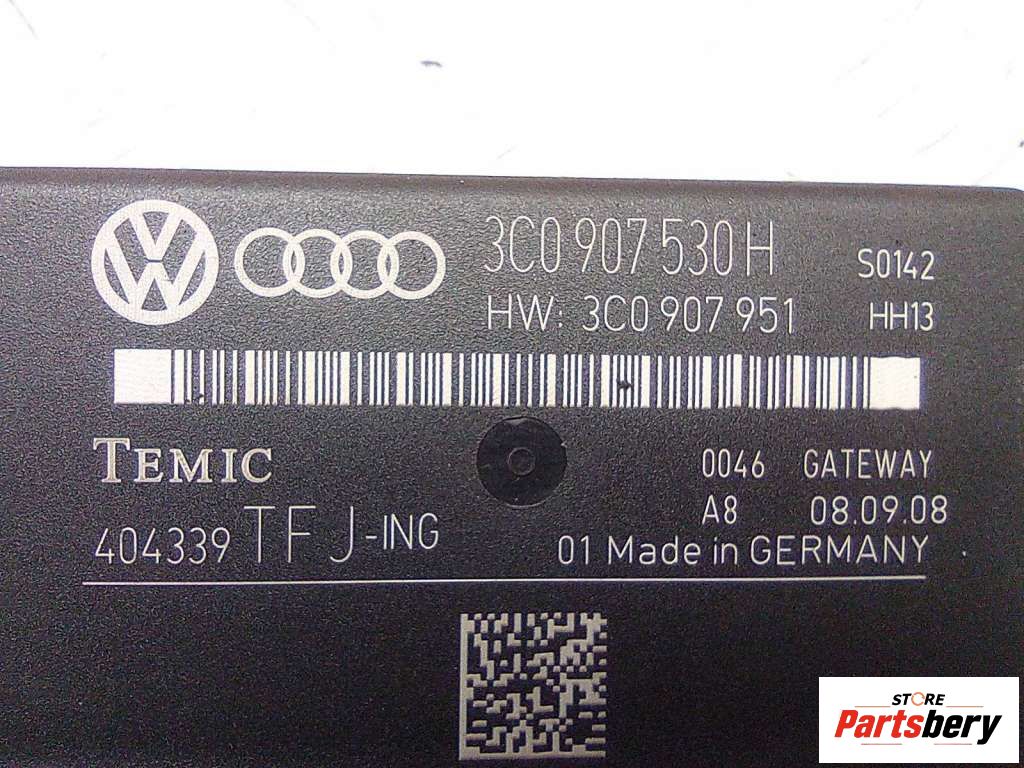 3C0 907 530 H S0142
HW: 3C0 907 951 HH13
TEMIC 0046 GATEWAY
A8 08.09.08
404339 TFJ-ING 01 Made in GERMANY
STORE
Partsbery